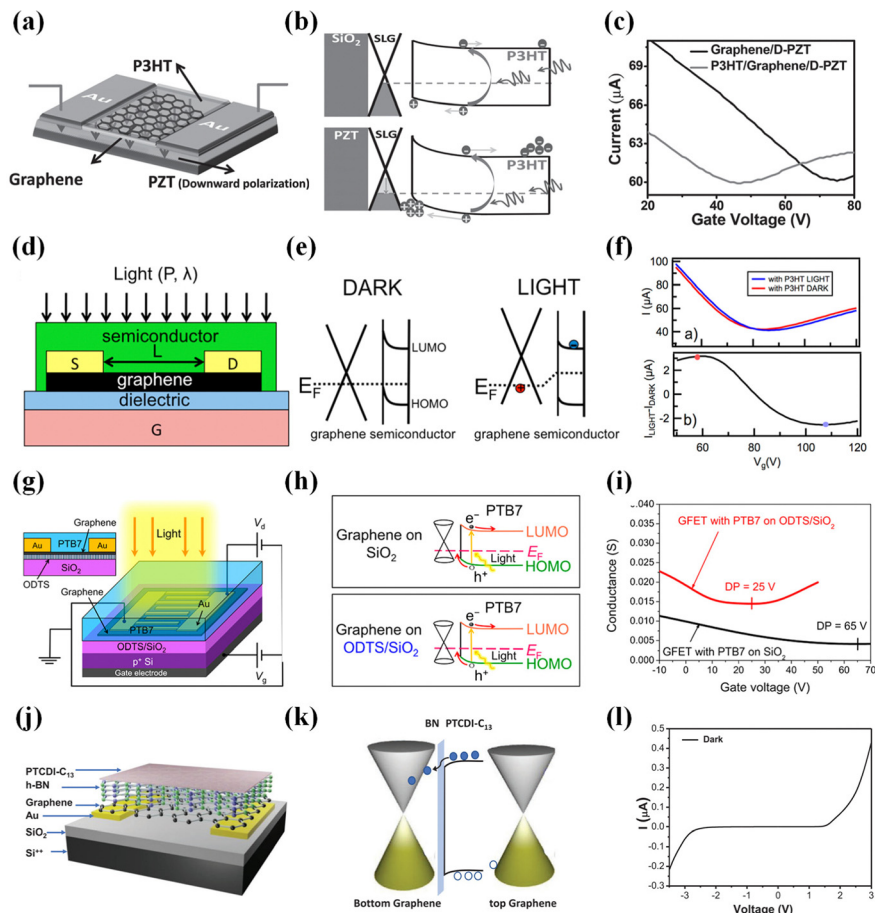 (a)
P3HT
Au
Au
Graphene
PZT (Downward polarization)
(b)
SiO2
SLG
P3HT
PZT
SLG
P3HT
(c)
Graphene/D-PZT
P3HT/Graphene/D-PZT
Current (μA)
71
69
66
63
60
20
40
60
80
Gate Voltage (V)
(d)
Light (P, λ)
semiconductor
S
L
D
graphene
dielectric
G
(e)
DARK
LIGHT
LUMO
EF
EF
HOMO
graphene semiconductor
graphene semiconductor
(f)
with P3HT LIGHT
with P3HT DARK
I (μA)
100
80
60
40
a)
ILIGHT-IDARK (μA)
2
0
-2
b)
60
80
100
120
Vg(V)
(g)
Graphene
Au
PTB7
Au
SiO2
ODTS
Light
Vd
Graphene
Au
PTB7
ODTS/SiO2
p+ Si
Gate electrode
Vg
(h)
Graphene on
SiO2
e−
PTB7
LUMO
EF
Light
HOMO
h+
Graphene on
ODTS/SiO2
e−
PTB7
LUMO
EF
Light
HOMO
h+
(i)
Conductance (S)
0.040
0.035
0.030
0.025
0.020
0.015
0.010
0.005
0.000
GFET with PTB7 on ODTS/SiO2
DP = 25 V
DP = 65 V
GFET with PTB7 on SiO2
-10
0
10
20
30
40
50
60
70
Gate voltage (V)
(j)
PTCDI-C13
h-BN
Graphene
Au
SiO2
Si++
(k)
BN
PTCDI-C13
Bottom Graphene
top Graphene
(l)
Dark
I (μA)
0.5
0.4
0.3
0.2
0.1
0.0
-0.1
-0.2
-0.3
-3
-2
-1
0
1
2
3
Voltage (V)